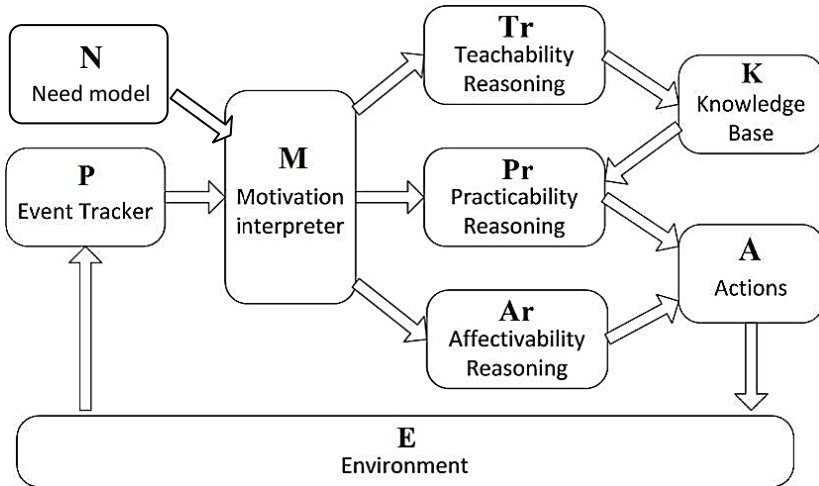 N
Need model
P
Event Tracker
M
Motivation
interpreter
Tr
Teachability
Reasoning
Pr
Practicability
Reasoning
Ar
Affectivability
Reasoning
K
Knowledge
Base
A
Actions
E
Environment